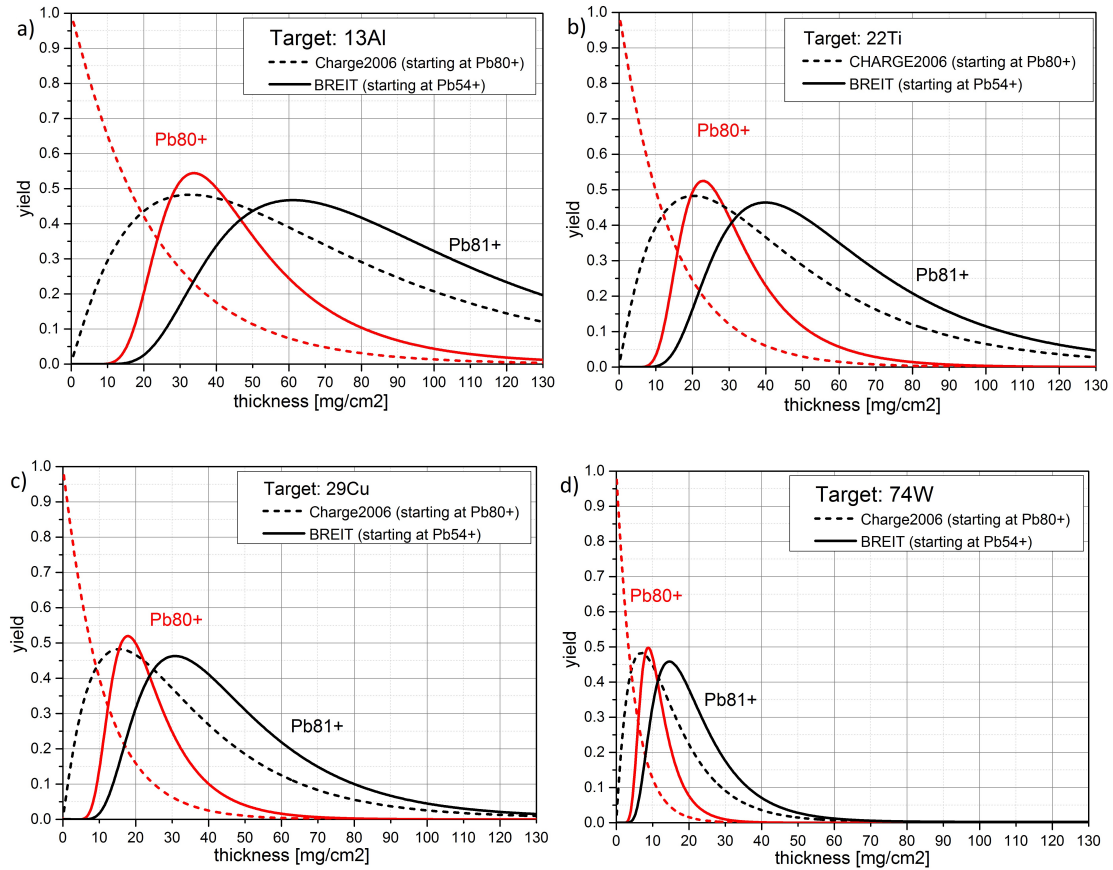 a)
Target: 13Al
Charge2006 (starting at Pb80+)
BREIT (starting at Pb54+)
Pb80+
Pb81+
yield
1.0
0.9
0.8
0.7
0.6
0.5
0.4
0.3
0.2
0.1
0.0
0 10 20 30 40 50 60 70 80 90 100 110 120 130
thickness [mg/cm2]
b)
Target: 22Ti
CHARGE2006 (starting at Pb80+)
BREIT (starting at Pb54+)
Pb80+
Pb81+
yield
1.0
0.9
0.8
0.7
0.6
0.5
0.4
0.3
0.2
0.1
0.0
0 10 20 30 40 50 60 70 80 90 100 110 120 130
thickness [mg/cm2]
c)
Target: 29Cu
Charge2006 (starting at Pb80+)
BREIT (starting at Pb54+)
Pb80+
Pb81+
yield
1.0
0.9
0.8
0.7
0.6
0.5
0.4
0.3
0.2
0.1
0.0
0 10 20 30 40 50 60 70 80 90 100 110 120 130
thickness [mg/cm2]
d)
Target: 74W
Charge2006 (starting at Pb80+)
BREIT (starting at Pb54+)
Pb80+
Pb81+
yield
1.0
0.9
0.8
0.7
0.6
0.5
0.4
0.3
0.2
0.1
0.0
0 10 20 30 40 50 60 70 80 90 100 110 120 130
thickness [mg/cm2]